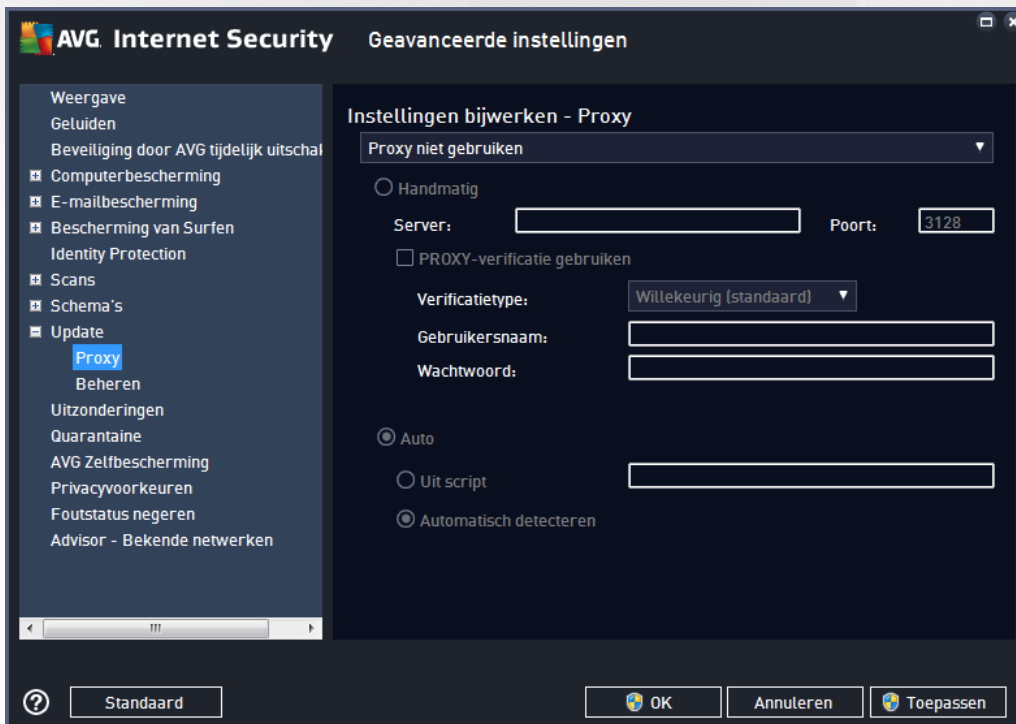 AVG. Internet Security
Geavanceerde instellingen
Weergave
Geluiden
Beveiliging door AVG tijdelijk uitschak
Computerbescherming
E-mailbescherming
Bescherming van Surfen
Identity Protection
Scans
Schema's
Update
Proxy
Beheren
Uitzonderingen
Quarantaine
AVG Zelfbescherming
Privacyvoorkeuren
Foutstatus negeren
Advisor - Bekende netwerken
Instellingen bijwerken - Proxy
Proxy niet gebruiken
Handmatig
Server: Poort: 3128
PROXY-verificatie gebruiken
Verificatietype: Willekeurig (standaard)
Gebruikersnaam:
Wachtwoord:
Auto
Uit script
Automatisch detecteren
? Standaard OK Annuleren Toepassen